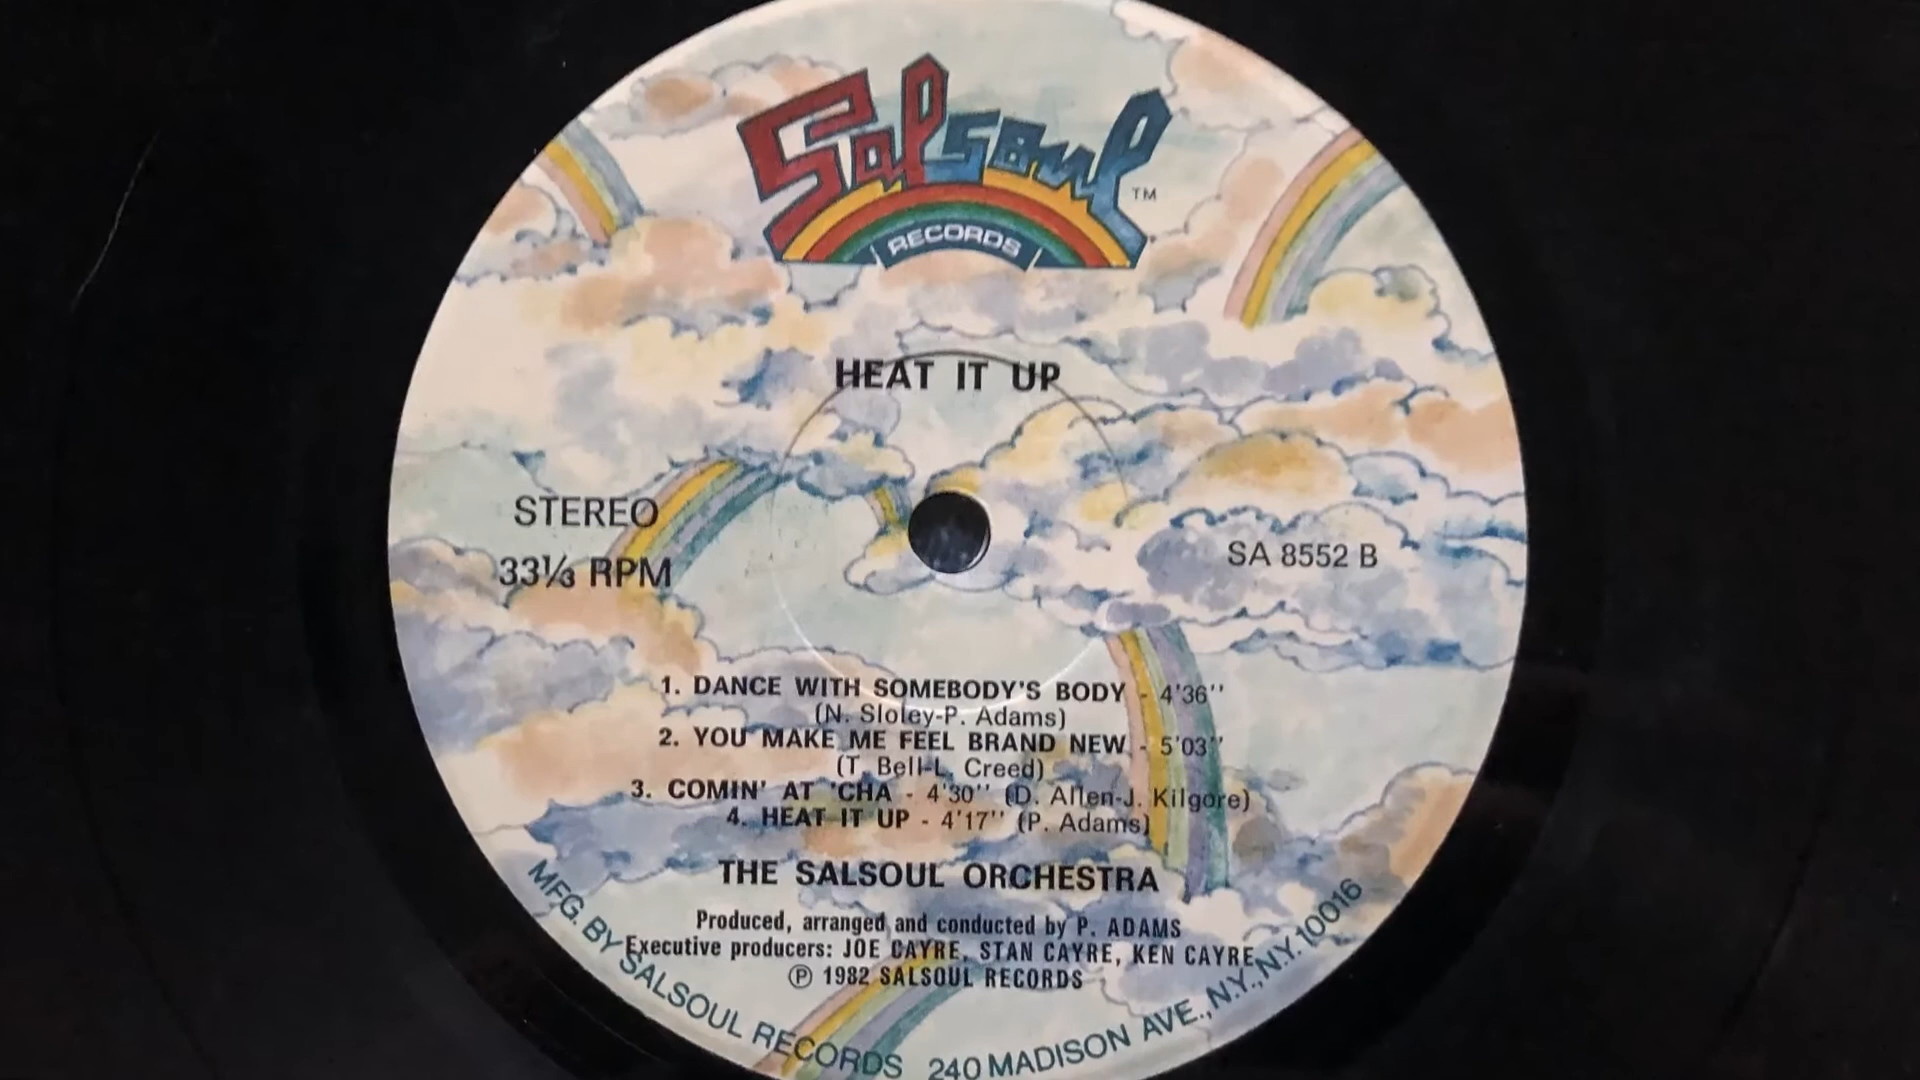 Salsoul TM
RECORDS
HEAT IT UP
STEREO
33⅓ RPM
SA 8552 B
1. DANCE WITH SOMEBODY'S BODY - 4'36''
(N. Sloley-P. Adams)
2. YOU MAKE ME FEEL BRAND NEW - 5'03''
(T. Bell-L. Creed)
3. COMIN' AT 'CHA - 4'30'' (D. Allen-J. Kilgore)
4. HEAT IT UP - 4'17'' (P. Adams)
THE SALSOUL ORCHESTRA
Produced, arranged and conducted by P. ADAMS
Executive producers: JOE CAYRE, STAN CAYRE, KEN CAYRE
Ⓟ 1982 SALSOUL RECORDS
MFG. BY SALSOUL RECORDS 240 MADISON AVE., N.Y., N.Y. 10016